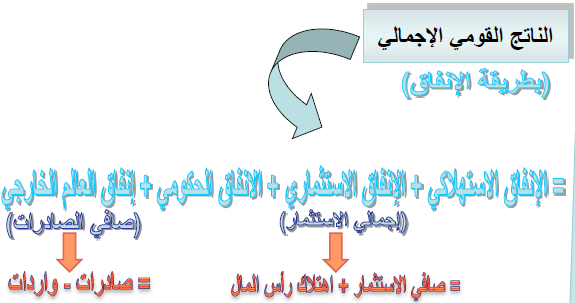 الناتج القومي الإجمالي
(بطريقة الإنفاق)
= الإنفاق الاستهلاكي + الإنفاق الاستثماري + الانفاق الحكومي + إنفاق العالم الخارجي
(اجمالي الاستثمار) (صافي الصادرات)
= صافي الاستثمار + اهتلاك رأس المال = صادرات - واردات